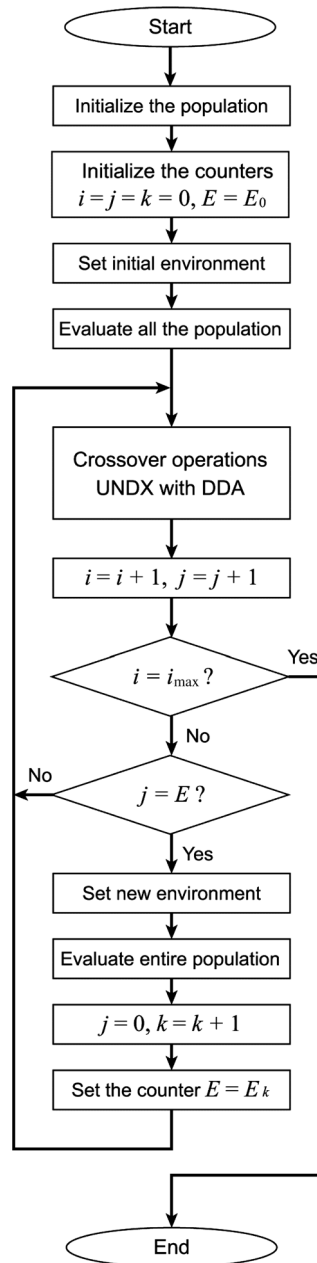 Start
Initialize the population
Initialize the counters
i = j = k = 0, E = E₀
Set initial environment
Evaluate all the population
Crossover operations
UNDX with DDA
i = i + 1, j = j + 1
Yes
i = iₘₐₓ ?
No
No
j = E ?
Yes
Set new environment
Evaluate entire population
j = 0, k = k + 1
Set the counter E = Eₖ
End